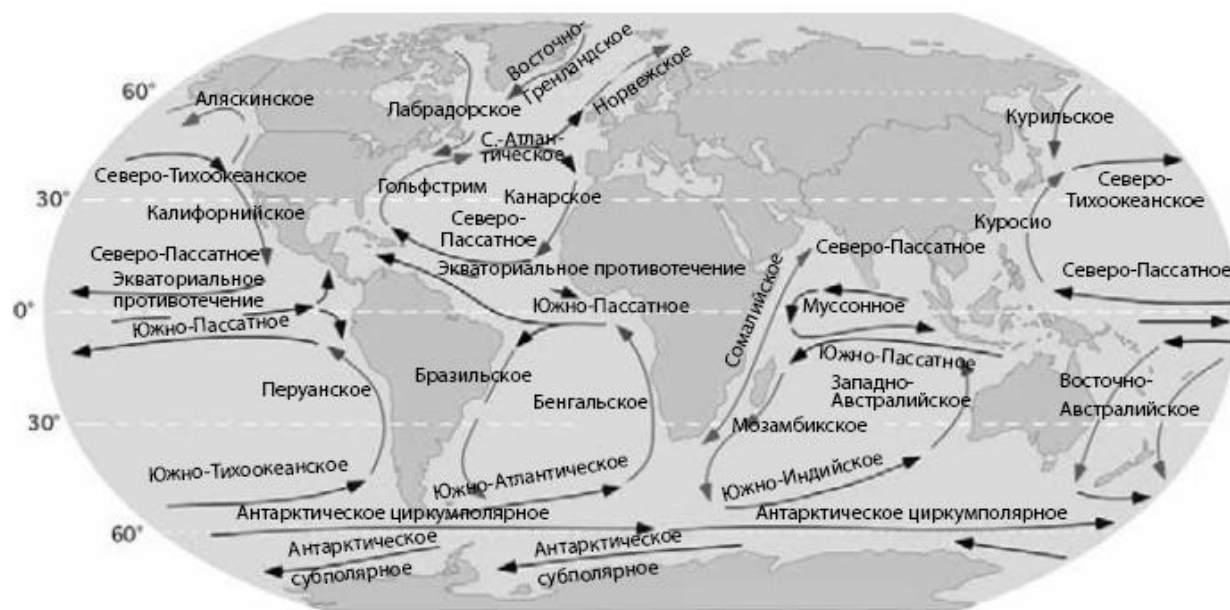 Восточно-
Гренландское
Норвежское
60°
Аляскинское
Лабрадорское
Курильское
С.-Атлан-
тическое
Северо-Тихоокеанское
Гольфстрим
Канарское
Северо-
Тихоокеанское
30°
Калифорнийское
Северо-
Пассатное
Куросио
Северо-Пассатное
Северо-Пассатное
Экваториальное
противотечение
Экваториальное противотечение
Северо-Пассатное
0°
Южно-Пассатное
Южно-Пассатное
Сомалийское
Муссонное
Южно-Пассатное
Перуанское
Бразильское
Бенгальское
Западно-
Австралийское
Восточно-
Австралийское
30°
Мозамбикское
Южно-Тихоокеанское
Южно-Атлантическое
Южно-Индийское
Антарктическое циркумполярное
Антарктическое циркумполярное
60°
Антарктическое
субполярное
Антарктическое
субполярное